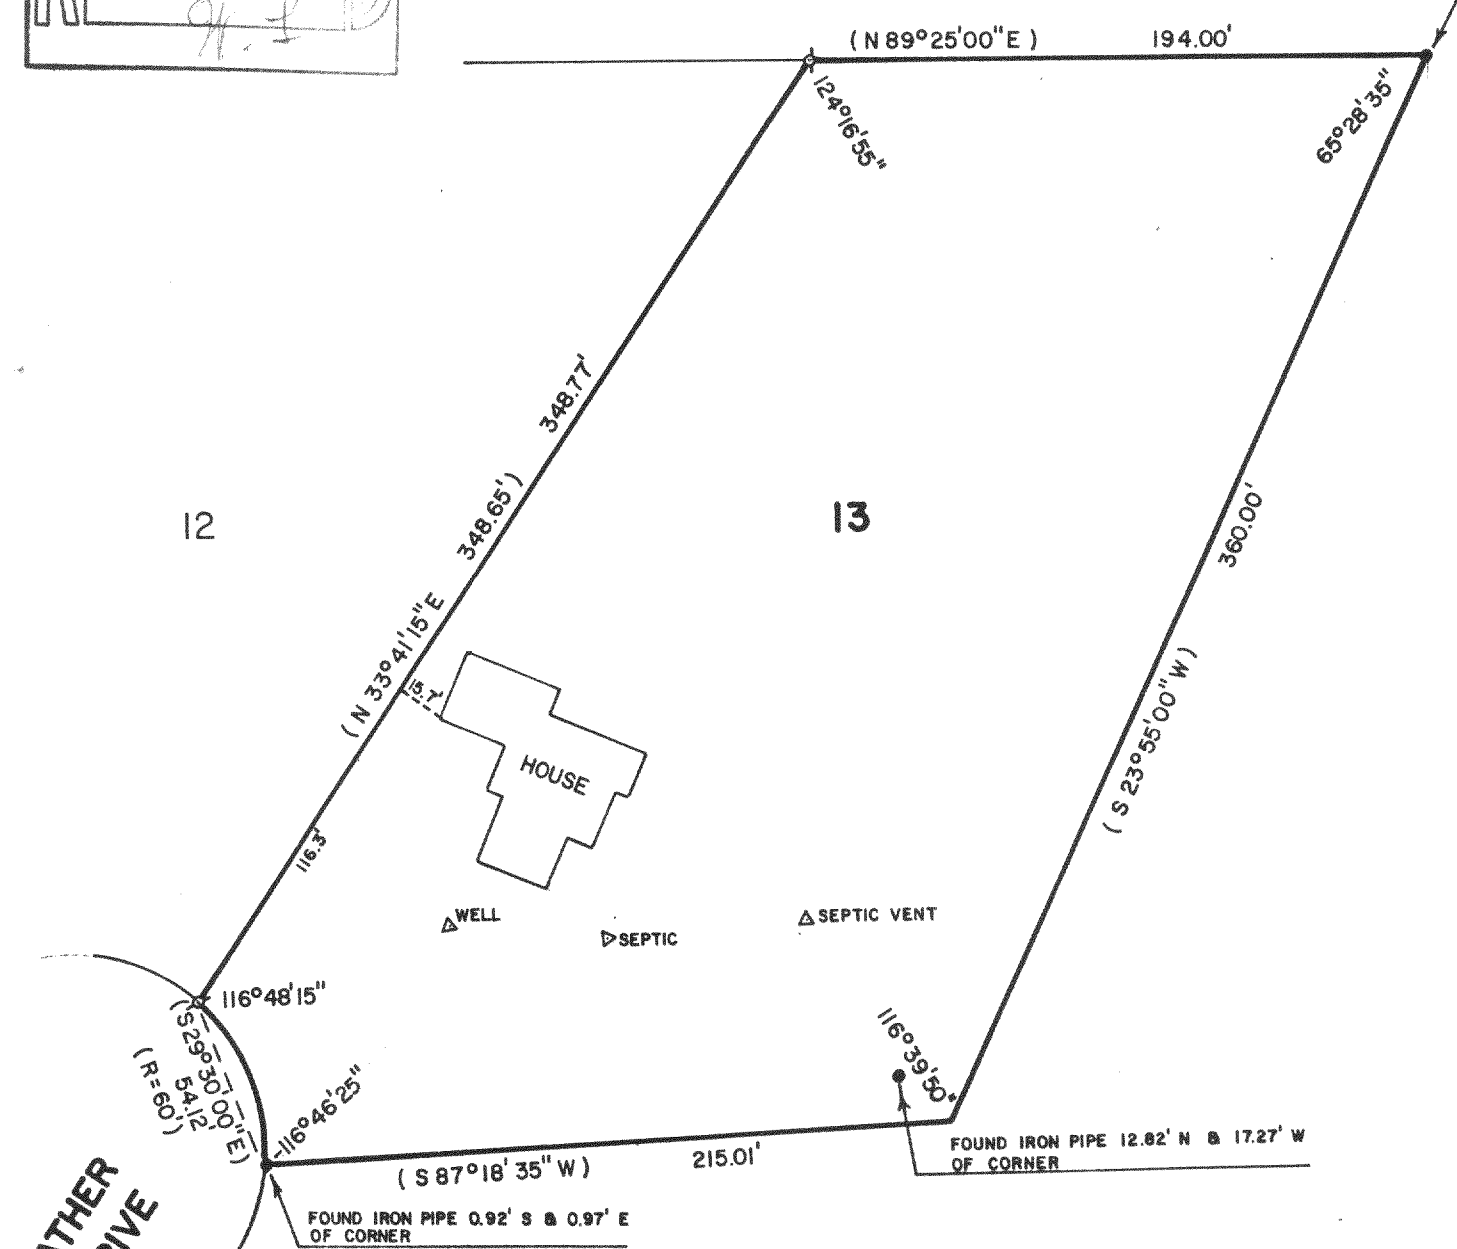 ( N 89°25'00" E ) 194.00'
124°16'55"
65°28'35"
348.77'
348.65' )
( N 33°41'15" E
12
13
360.00'
( S 23°55'00" W )
15.7'
HOUSE
116.3'
WELL
SEPTIC
SEPTIC VENT
116°48'15"
( S 29°30'00" E )
54.12'
( R = 60' )
116°46'25"
116°39'50"
( S 87°18'35" W ) 215.01'
FOUND IRON PIPE 12.82' N & 17.27' W
OF CORNER
FOUND IRON PIPE 0.92' S & 0.97' E
OF CORNER